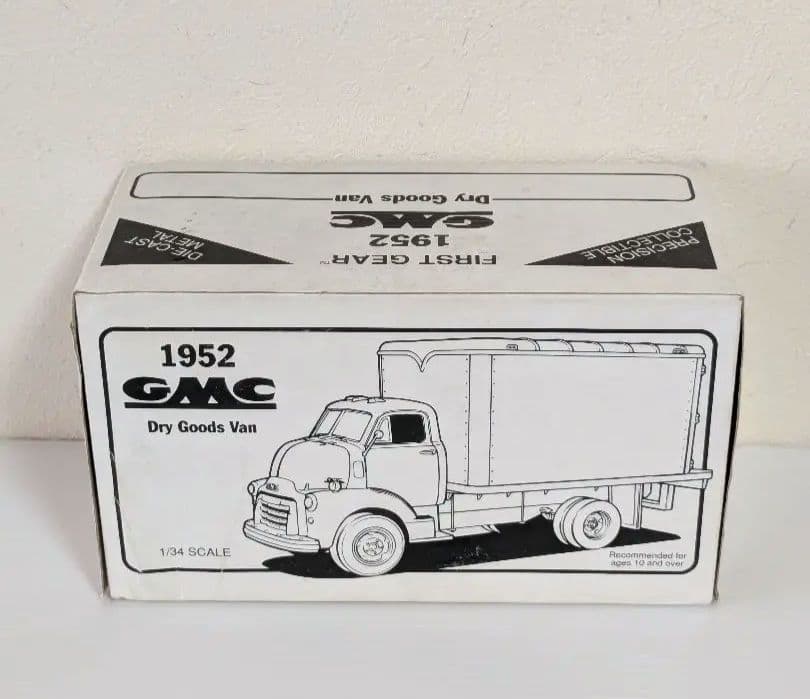 Dry Goods Van
GMC
1952
FIRST GEAR™
DIE-CAST
METAL
PRECISION
COLLECTIBLE
1952
GMC
Dry Goods Van
1/34 SCALE
Recommended for
ages 10 and over